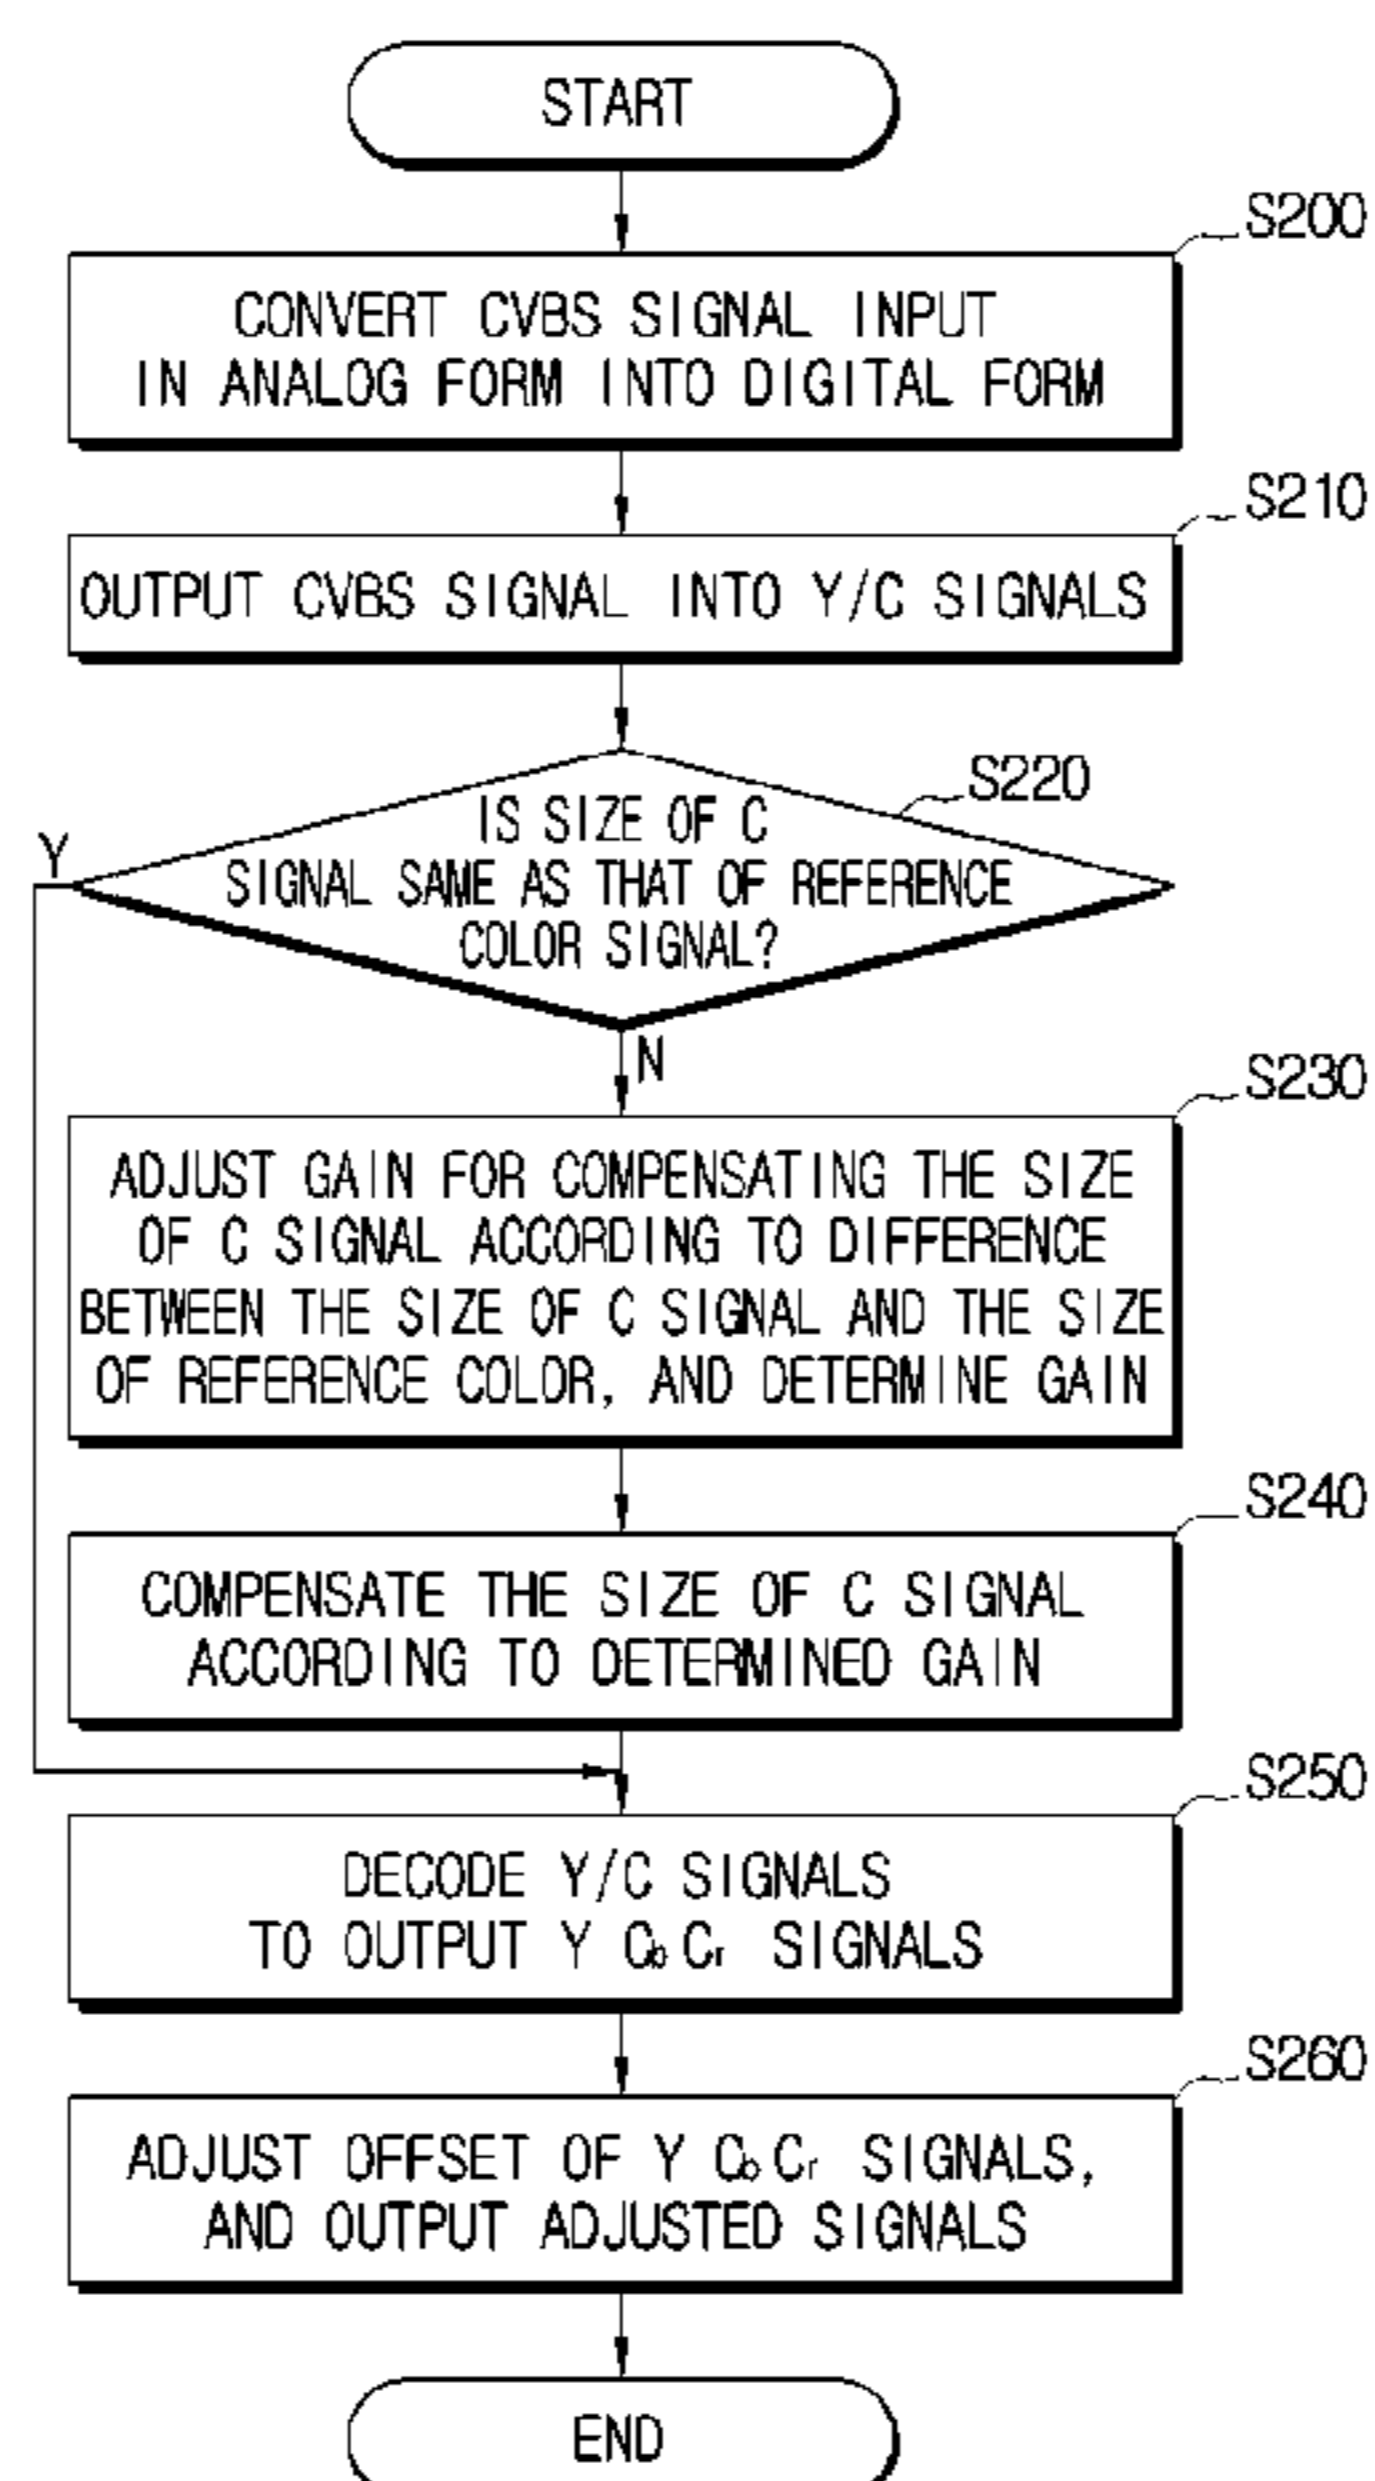 START
S200
CONVERT CVBS SIGNAL INPUT
IN ANALOG FORM INTO DIGITAL FORM
S210
OUTPUT CVBS SIGNAL INTO Y/C SIGNALS
S220
IS SIZE OF C
SIGNAL SAME AS THAT OF REFERENCE
COLOR SIGNAL?
Y
N
S230
ADJUST GAIN FOR COMPENSATING THE SIZE
OF C SIGNAL ACCORDING TO DIFFERENCE
BETWEEN THE SIZE OF C SIGNAL AND THE SIZE
OF REFERENCE COLOR, AND DETERMINE GAIN
S240
COMPENSATE THE SIZE OF C SIGNAL
ACCORDING TO DETERMINED GAIN
S250
DECODE Y/C SIGNALS
TO OUTPUT Y Cb Cr SIGNALS
S260
ADJUST OFFSET OF Y Cb Cr SIGNALS,
AND OUTPUT ADJUSTED SIGNALS
END